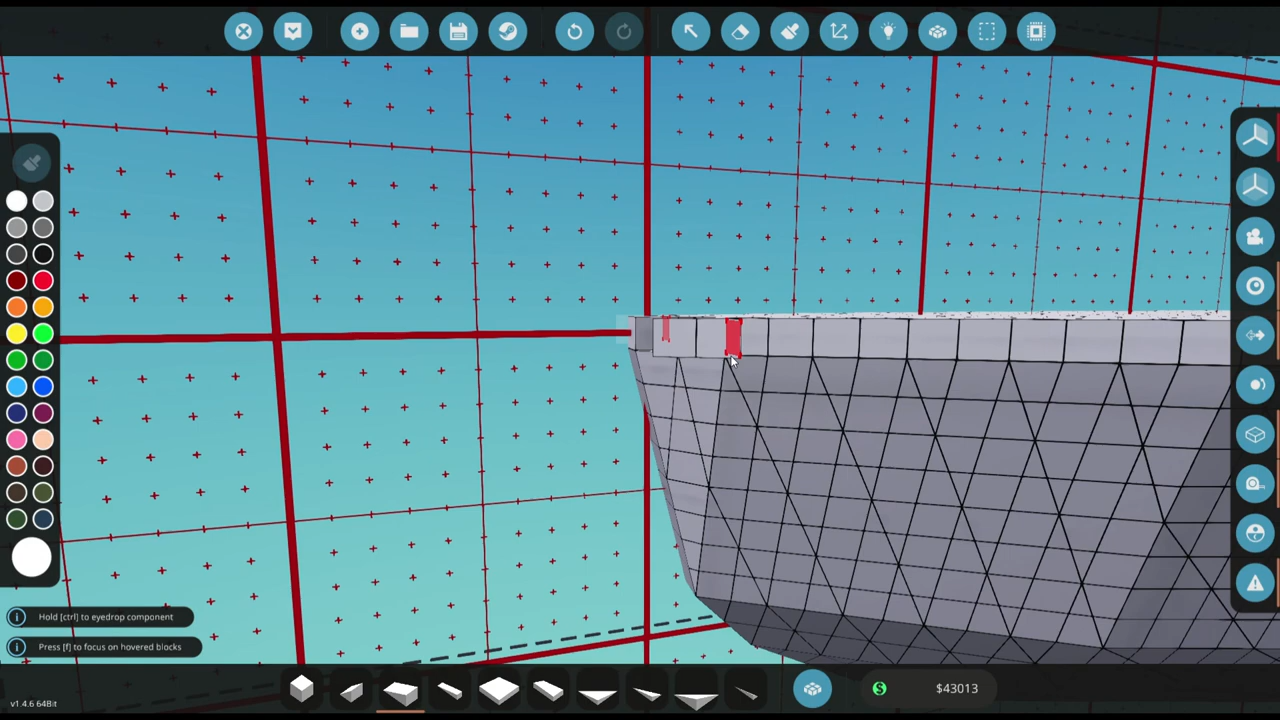 Hold [ctrl] to eyedrop component
Press [f] to focus on hovered blocks
v1.4.6 64Bit
$ $43013